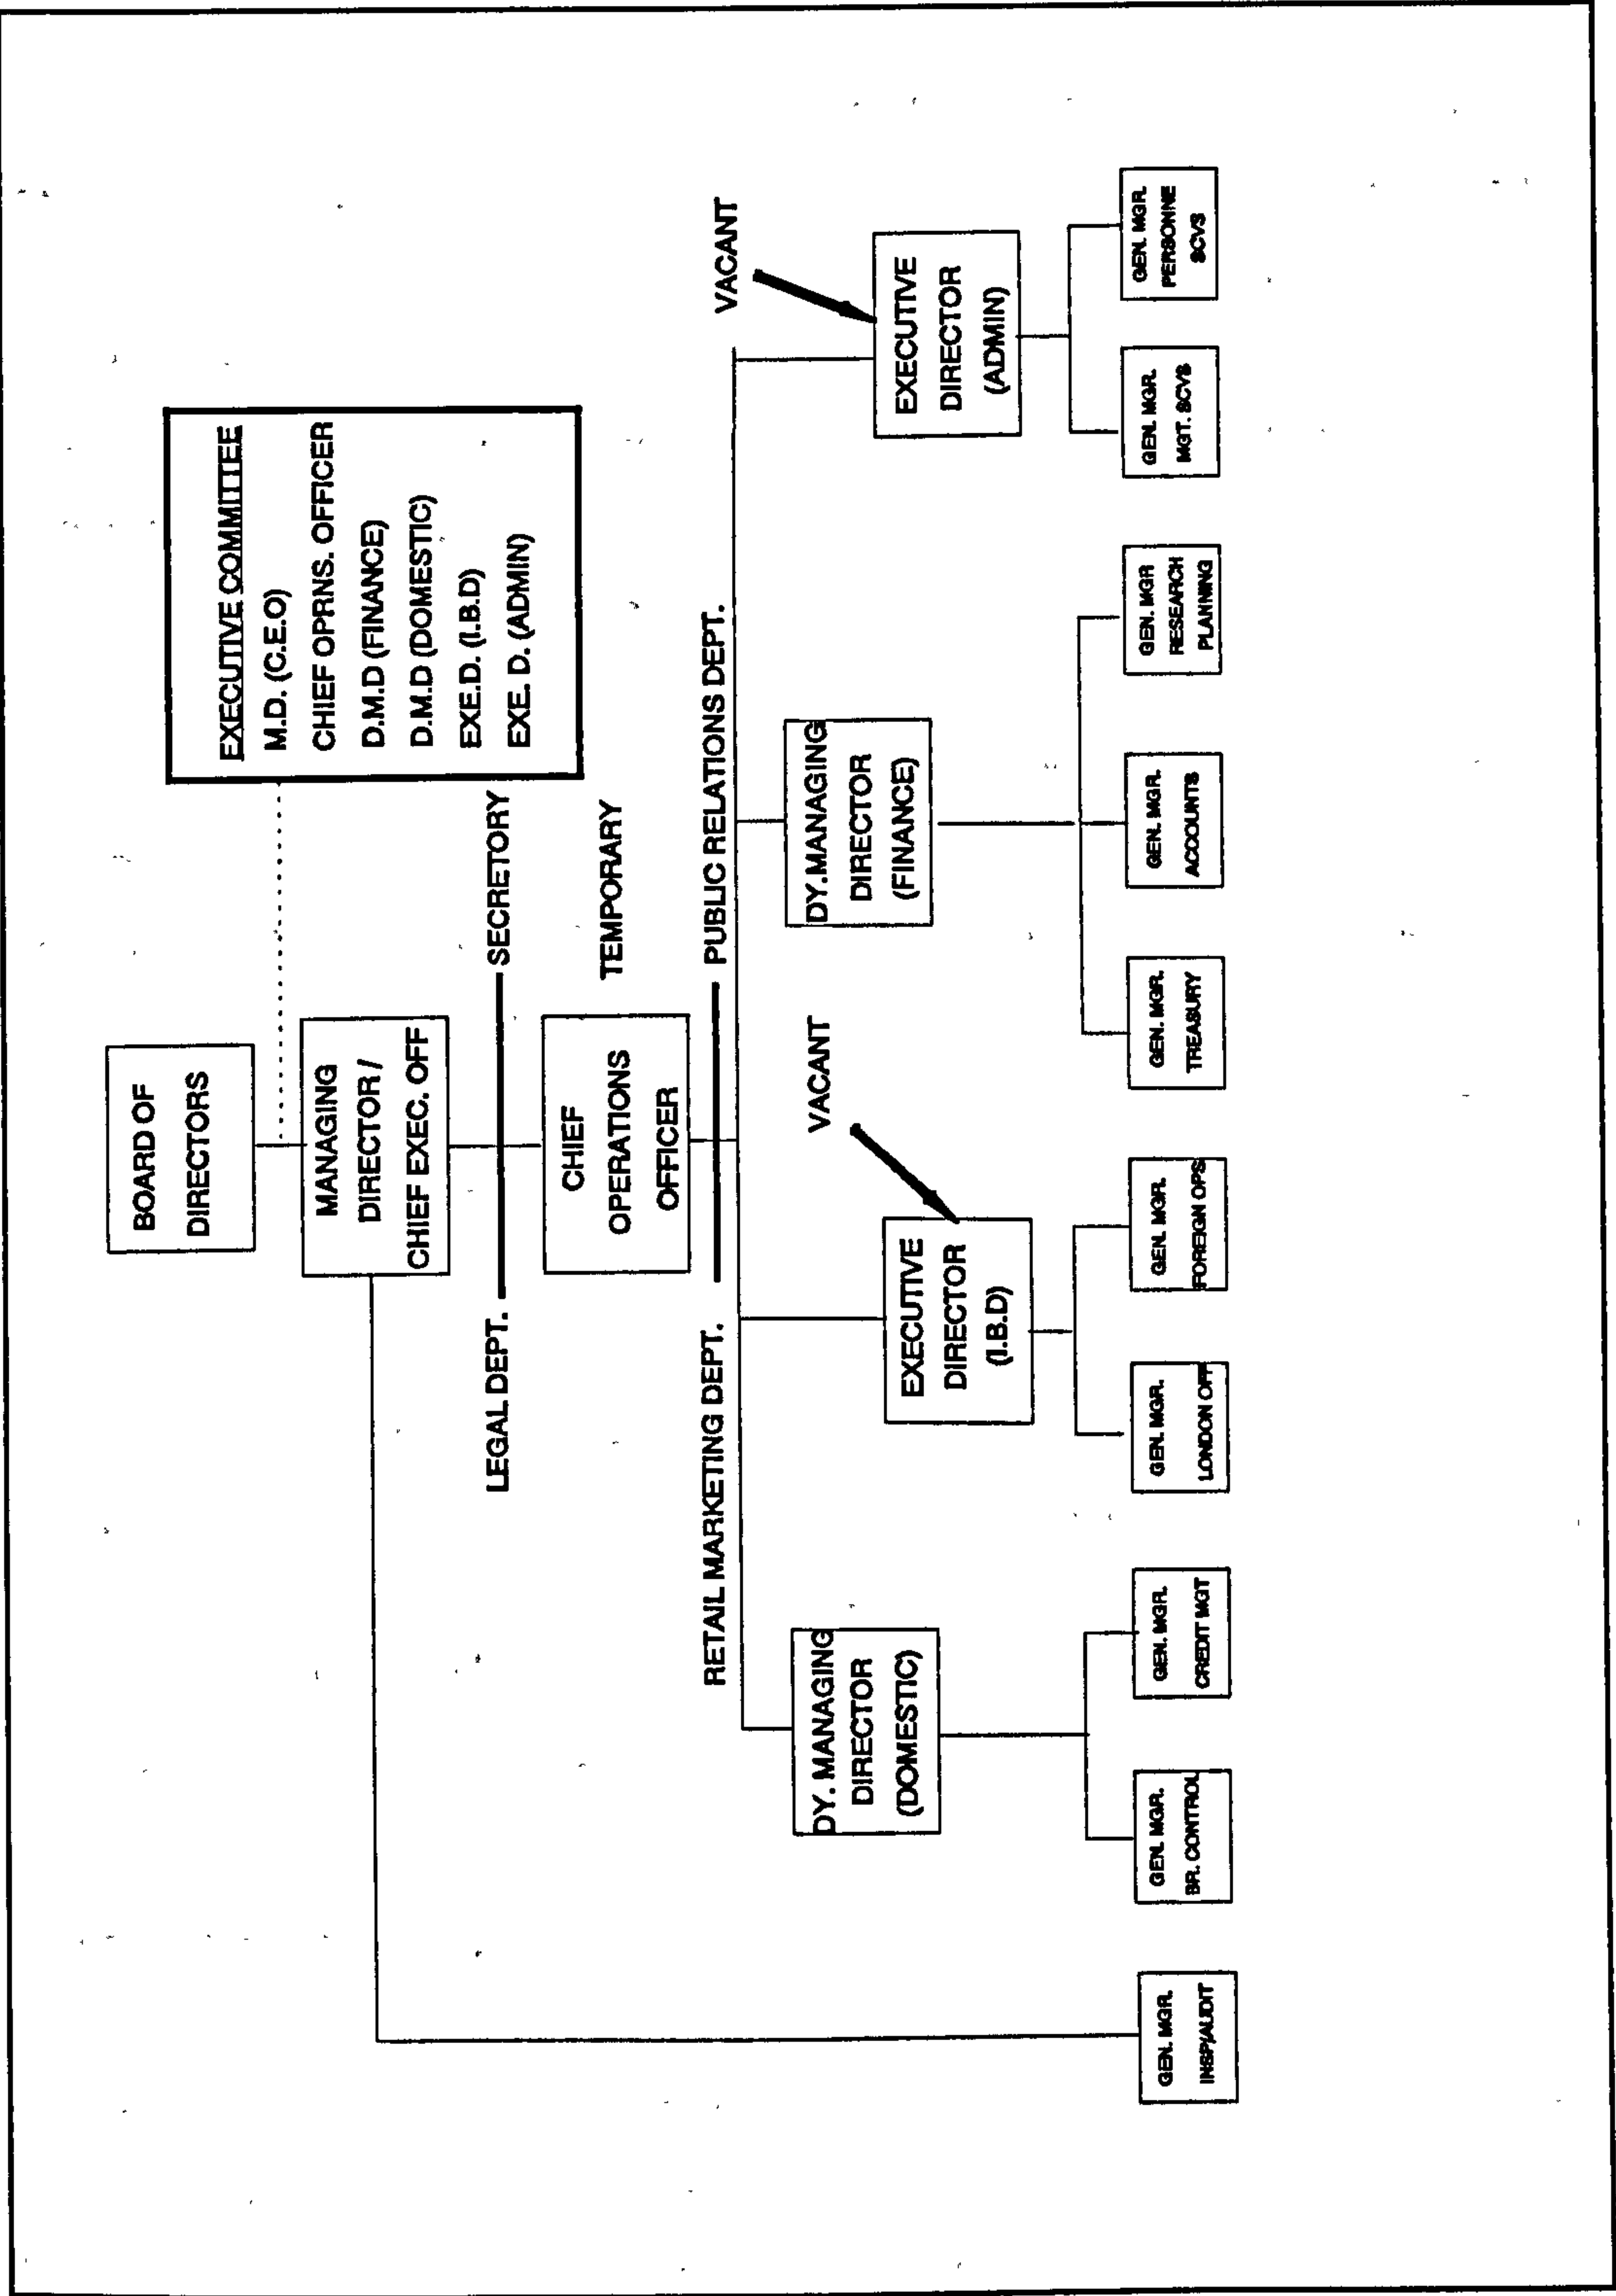 BOARD OF
DIRECTORS
EXECUTIVE COMMITTEE
M.D. (C.E.O)
CHIEF OPRNS. OFFICER
D.M.D (FINANCE)
D.M.D (DOMESTIC)
EXE.D. (I.B.D)
EXE. D. (ADMIN)
MANAGING
DIRECTOR /
CHIEF EXEC. OFF
LEGAL DEPT.
SECRETORY
CHIEF
OPERATIONS
OFFICER
TEMPORARY
RETAIL MARKETING DEPT.
PUBLIC RELATIONS DEPT.
DY. MANAGING
DIRECTOR
(DOMESTIC)
VACANT
EXECUTIVE
DIRECTOR
(I.B.D)
DY.MANAGING
DIRECTOR
(FINANCE)
VACANT
EXECUTIVE
DIRECTOR
(ADMIN)
GEN. MGR.
INSP/AUDIT
GEN. MGR.
BR. CONTROL
GEN. MGR.
CREDIT MGT
GEN. MGR.
LONDON OFF
GEN. MGR.
FOREIGN OPS
GEN. MGR.
TREASURY
GEN. MGR.
ACCOUNTS
GEN. MGR
RESEARCH
PLANNING
GEN. MGR.
MGT. SCVS
GEN. MGR.
PERSONNE
SCVS